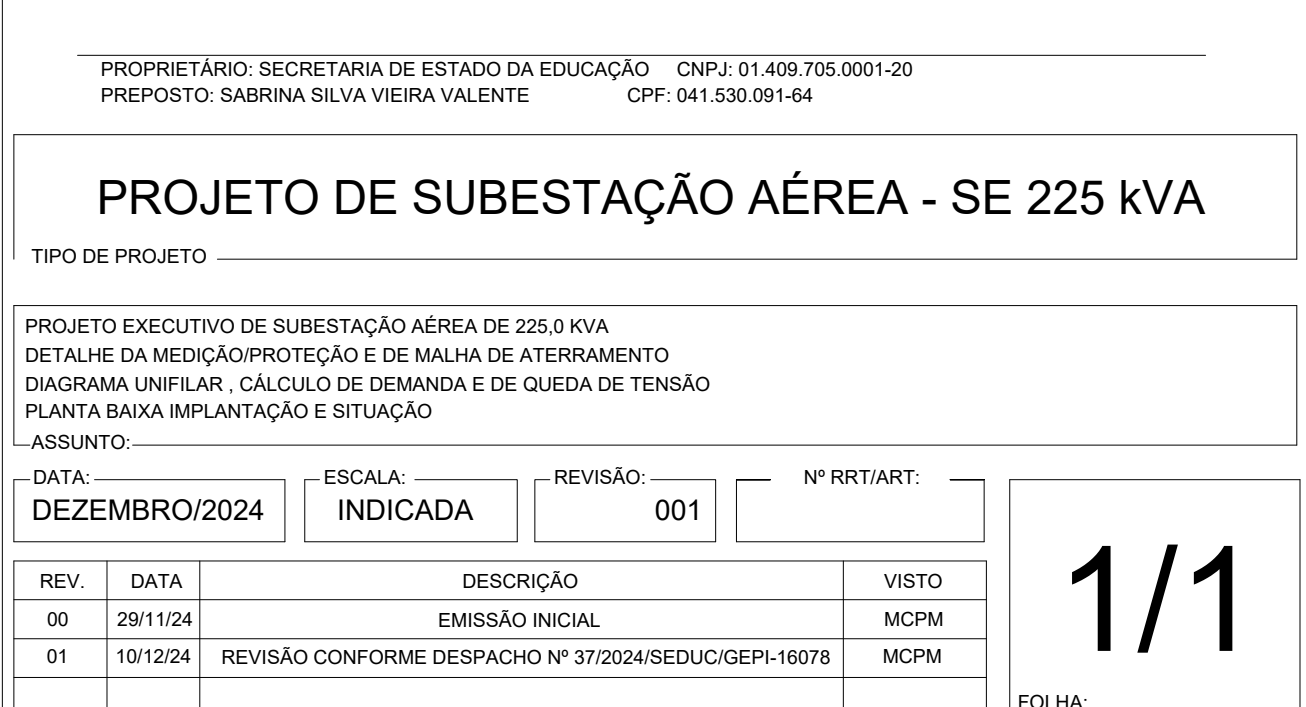 PROPRIETÁRIO: SECRETARIA DE ESTADO DA EDUCAÇÃO CNPJ: 01.409.705.0001-20
PREPOSTO: SABRINA SILVA VIEIRA VALENTE CPF: 041.530.091-64
PROJETO DE SUBESTAÇÃO AÉREA - SE 225 kVA
TIPO DE PROJETO
PROJETO EXECUTIVO DE SUBESTAÇÃO AÉREA DE 225,0 KVA
DETALHE DA MEDIÇÃO/PROTEÇÃO E DE MALHA DE ATERRAMENTO
DIAGRAMA UNIFILAR , CÁLCULO DE DEMANDA E DE QUEDA DE TENSÃO
PLANTA BAIXA IMPLANTAÇÃO E SITUAÇÃO
ASSUNTO:
DATA: ESCALA: REVISÃO: Nº RRT/ART:
DEZEMBRO/2024 INDICADA 001
REV. DATA DESCRIÇÃO VISTO
00 29/11/24 EMISSÃO INICIAL MCPM
01 10/12/24 REVISÃO CONFORME DESPACHO Nº 37/2024/SEDUC/GEPI-16078 MCPM
1/1
FOLHA: